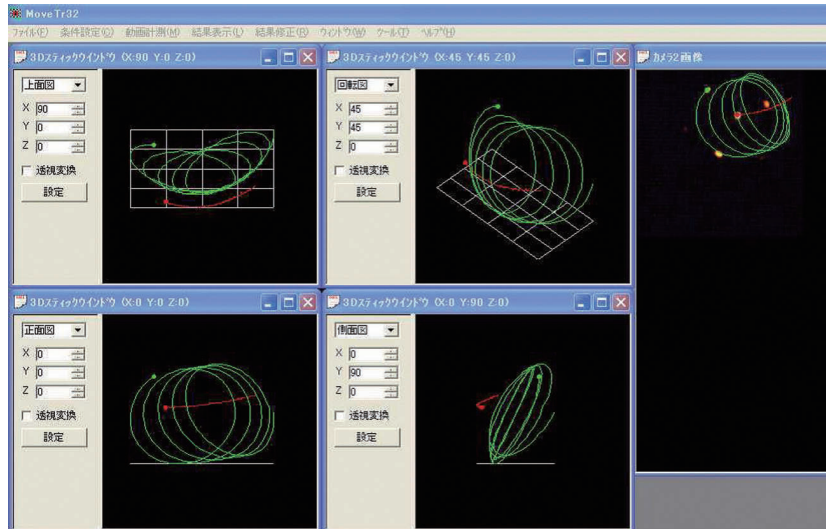 MoveTr32
ファイル(F) 条件設定(C) 動画計測(M) 結果表示(L) 結果修正(R) ウィンドウ(W) ツール(T) ヘルプ(H)
3Dスティックウインドウ (X:90 Y:0 Z:0)
上面図
X 90
Y 0
Z 0
透視変換
設定
3Dスティックウインドウ (X:45 Y:45 Z:0)
回転図
X 45
Y 45
Z 0
透視変換
設定
カメラ2画像
3Dスティックウインドウ (X:0 Y:0 Z:0)
正面図
X 0
Y 0
Z 0
透視変換
設定
3Dスティックウインドウ (X:0 Y:90 Z:0)
側面図
X 0
Y 90
Z 0
透視変換
設定